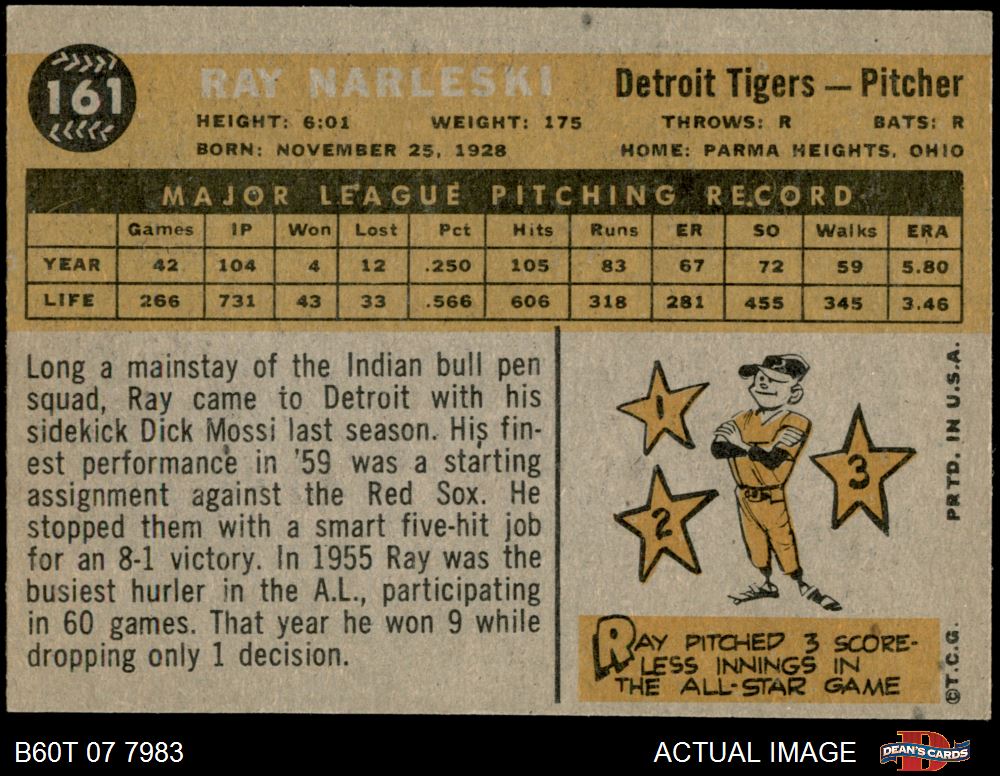 161
RAY NARLESKI
Detroit Tigers — Pitcher
HEIGHT: 6:01 WEIGHT: 175 THROWS: R BATS: R
BORN: NOVEMBER 25, 1928 HOME: PARMA HEIGHTS, OHIO
MAJOR LEAGUE PITCHING RECORD
Games IP Won Lost Pct Hits Runs ER SO Walks ERA
YEAR 42 104 4 12 .250 105 83 67 72 59 5.80
LIFE 266 731 43 33 .566 606 318 281 455 345 3.46
Long a mainstay of the Indian bull pen
squad, Ray came to Detroit with his
sidekick Dick Mossi last season. His fin-
est performance in '59 was a starting
assignment against the Red Sox. He
stopped them with a smart five-hit job
for an 8-1 victory. In 1955 Ray was the
busiest hurler in the A.L., participating
in 60 games. That year he won 9 while
dropping only 1 decision.
1
2
3
RAY PITCHED 3 SCORE-
LESS INNINGS IN
THE ALL-STAR GAME
©T.C.G. PRTD. IN U.S.A.
B60T 07 7983
ACTUAL IMAGE
DEAN'S CARDS